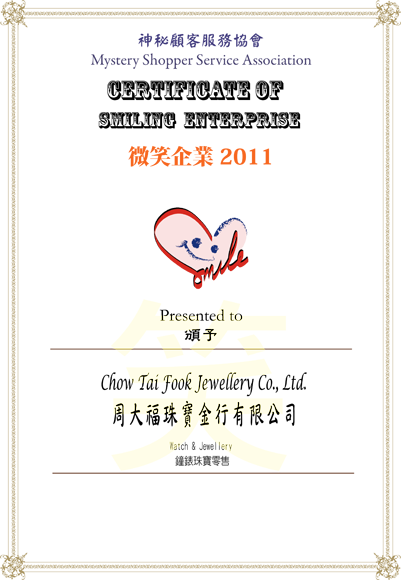 神秘顧客服務協會
Mystery Shopper Service Association
CERTIFICATE OF
SMILING ENTERPRISE
微笑企業 2011
Smile
Presented to
頒予
笑
Chow Tai Fook Jewellery Co., Ltd.
周大福珠寶金行有限公司
Watch & Jewellery
鐘錶珠寶零售